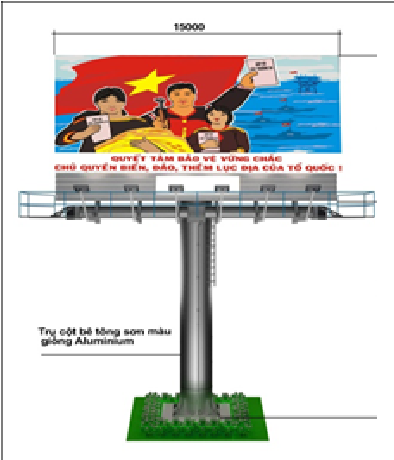 15000
QUYẾT TÂM BẢO VỆ VỮNG CHẮC
CHỦ QUYỀN BIỂN, ĐẢO, THỀM LỤC ĐỊA CỦA TỔ QUỐC !
Trụ cột bê tông sơn màu
giống Aluminium